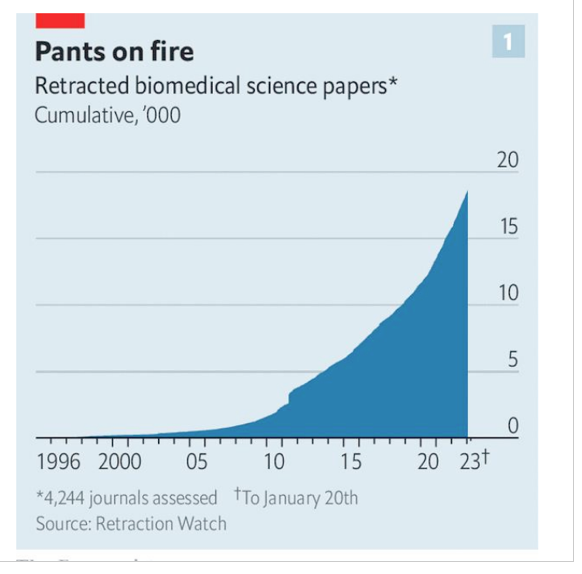 1
Pants on fire
Retracted biomedical science papers*
Cumulative, ’000
20
15
10
5
0
1996 2000 05 10 15 20 23†
*4,244 journals assessed †To January 20th
Source: Retraction Watch